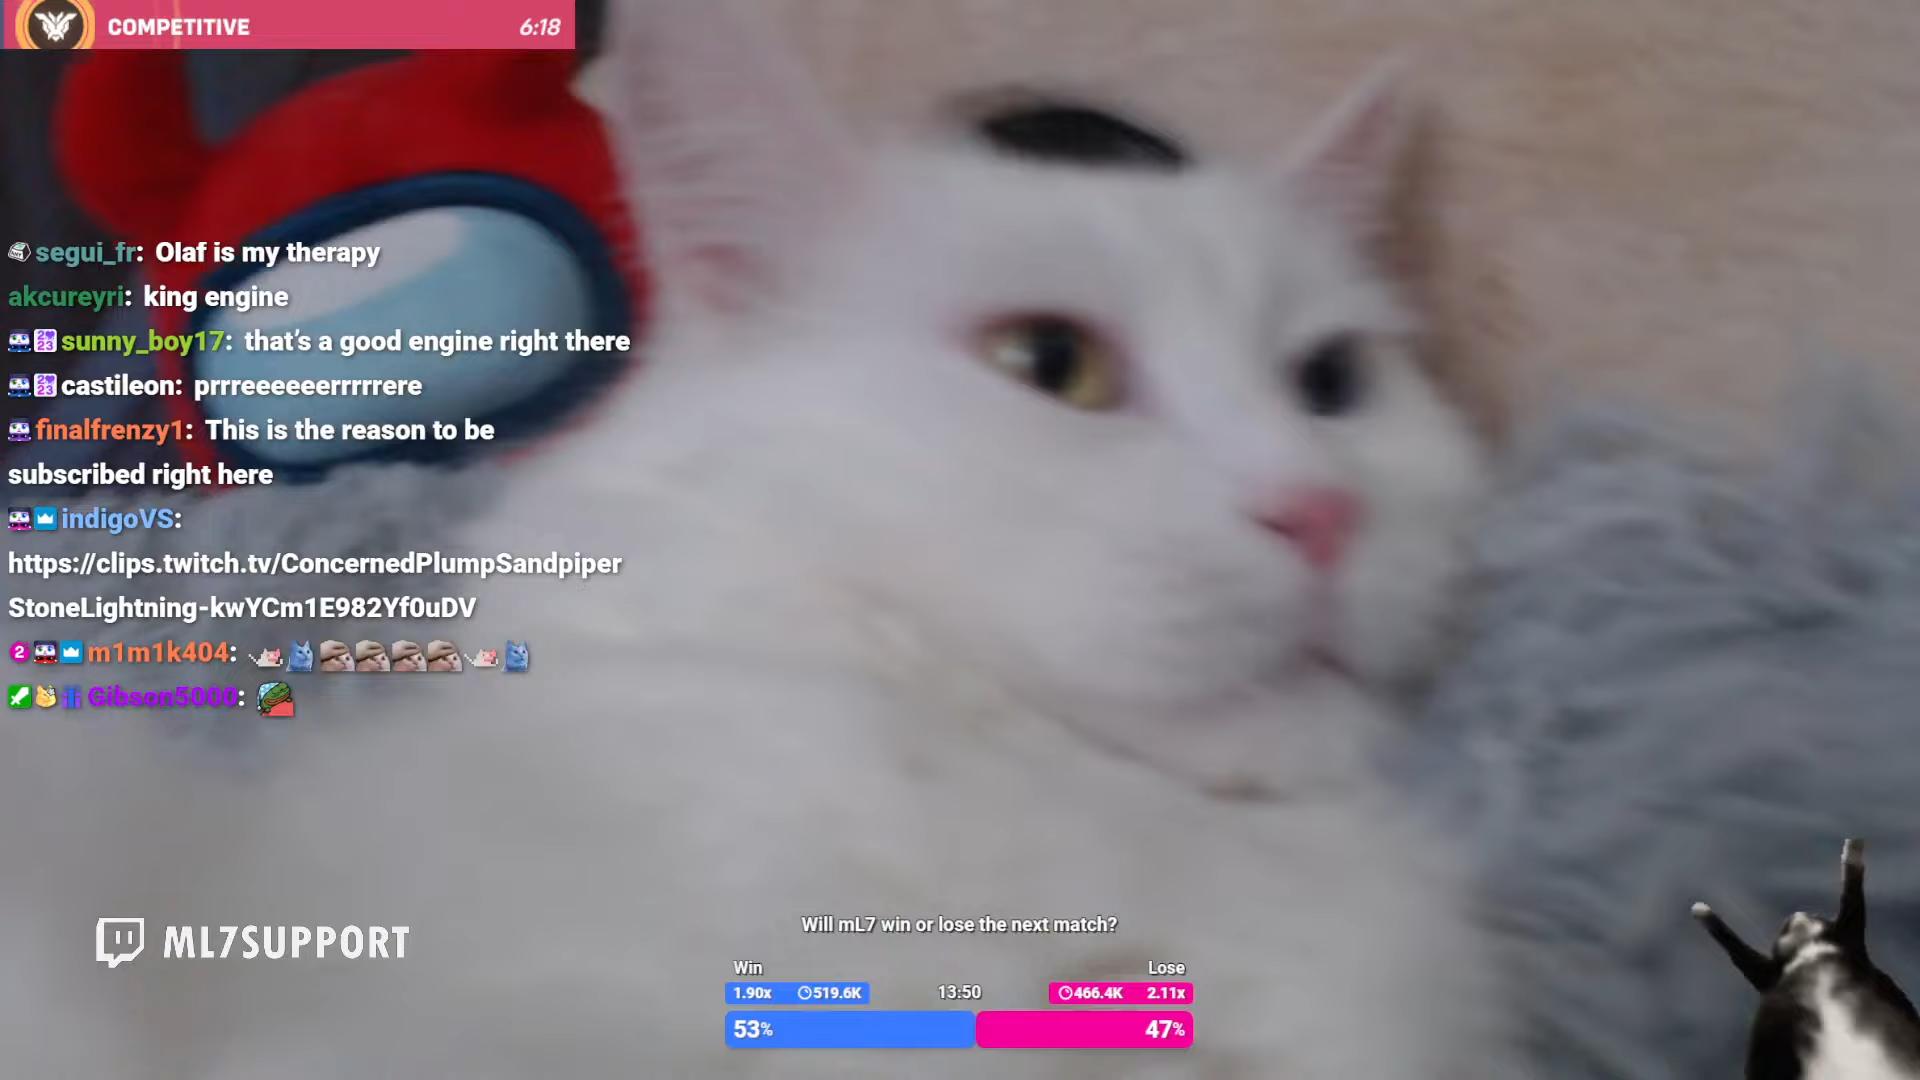 COMPETITIVE 6:18
segui_fr: Olaf is my therapy
akcureyri: king engine
sunny_boy17: that's a good engine right there
castileon: prrreeeeeerrrrrere
finalfrenzy1: This is the reason to be
subscribed right here
indigoVS:
https://clips.twitch.tv/ConcernedPlumpSandpiper
StoneLightning-kwYCm1E982Yf0uDV
2 m1m1k404:
Gibson5000:
ML7SUPPORT
Will mL7 win or lose the next match?
Win Lose
1.90x 519.6K 13:50 466.4K 2.11x
53% 47%